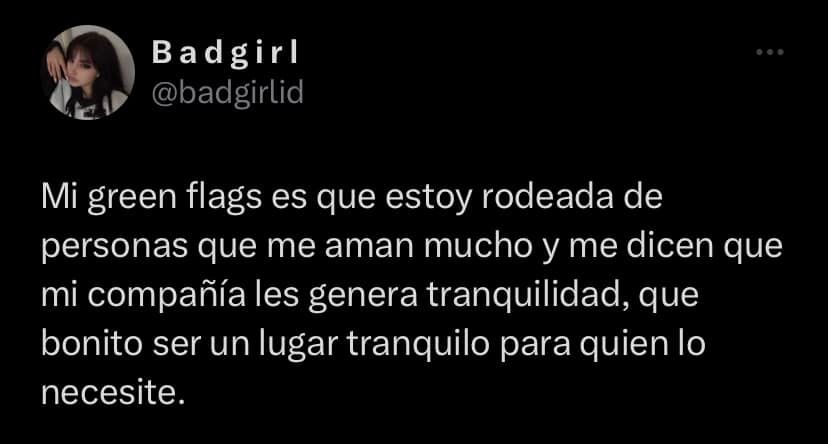 Badgirl
@badgirlid
Mi green flags es que estoy rodeada de
personas que me aman mucho y me dicen que
mi compañía les genera tranquilidad, que
bonito ser un lugar tranquilo para quien lo
necesite.